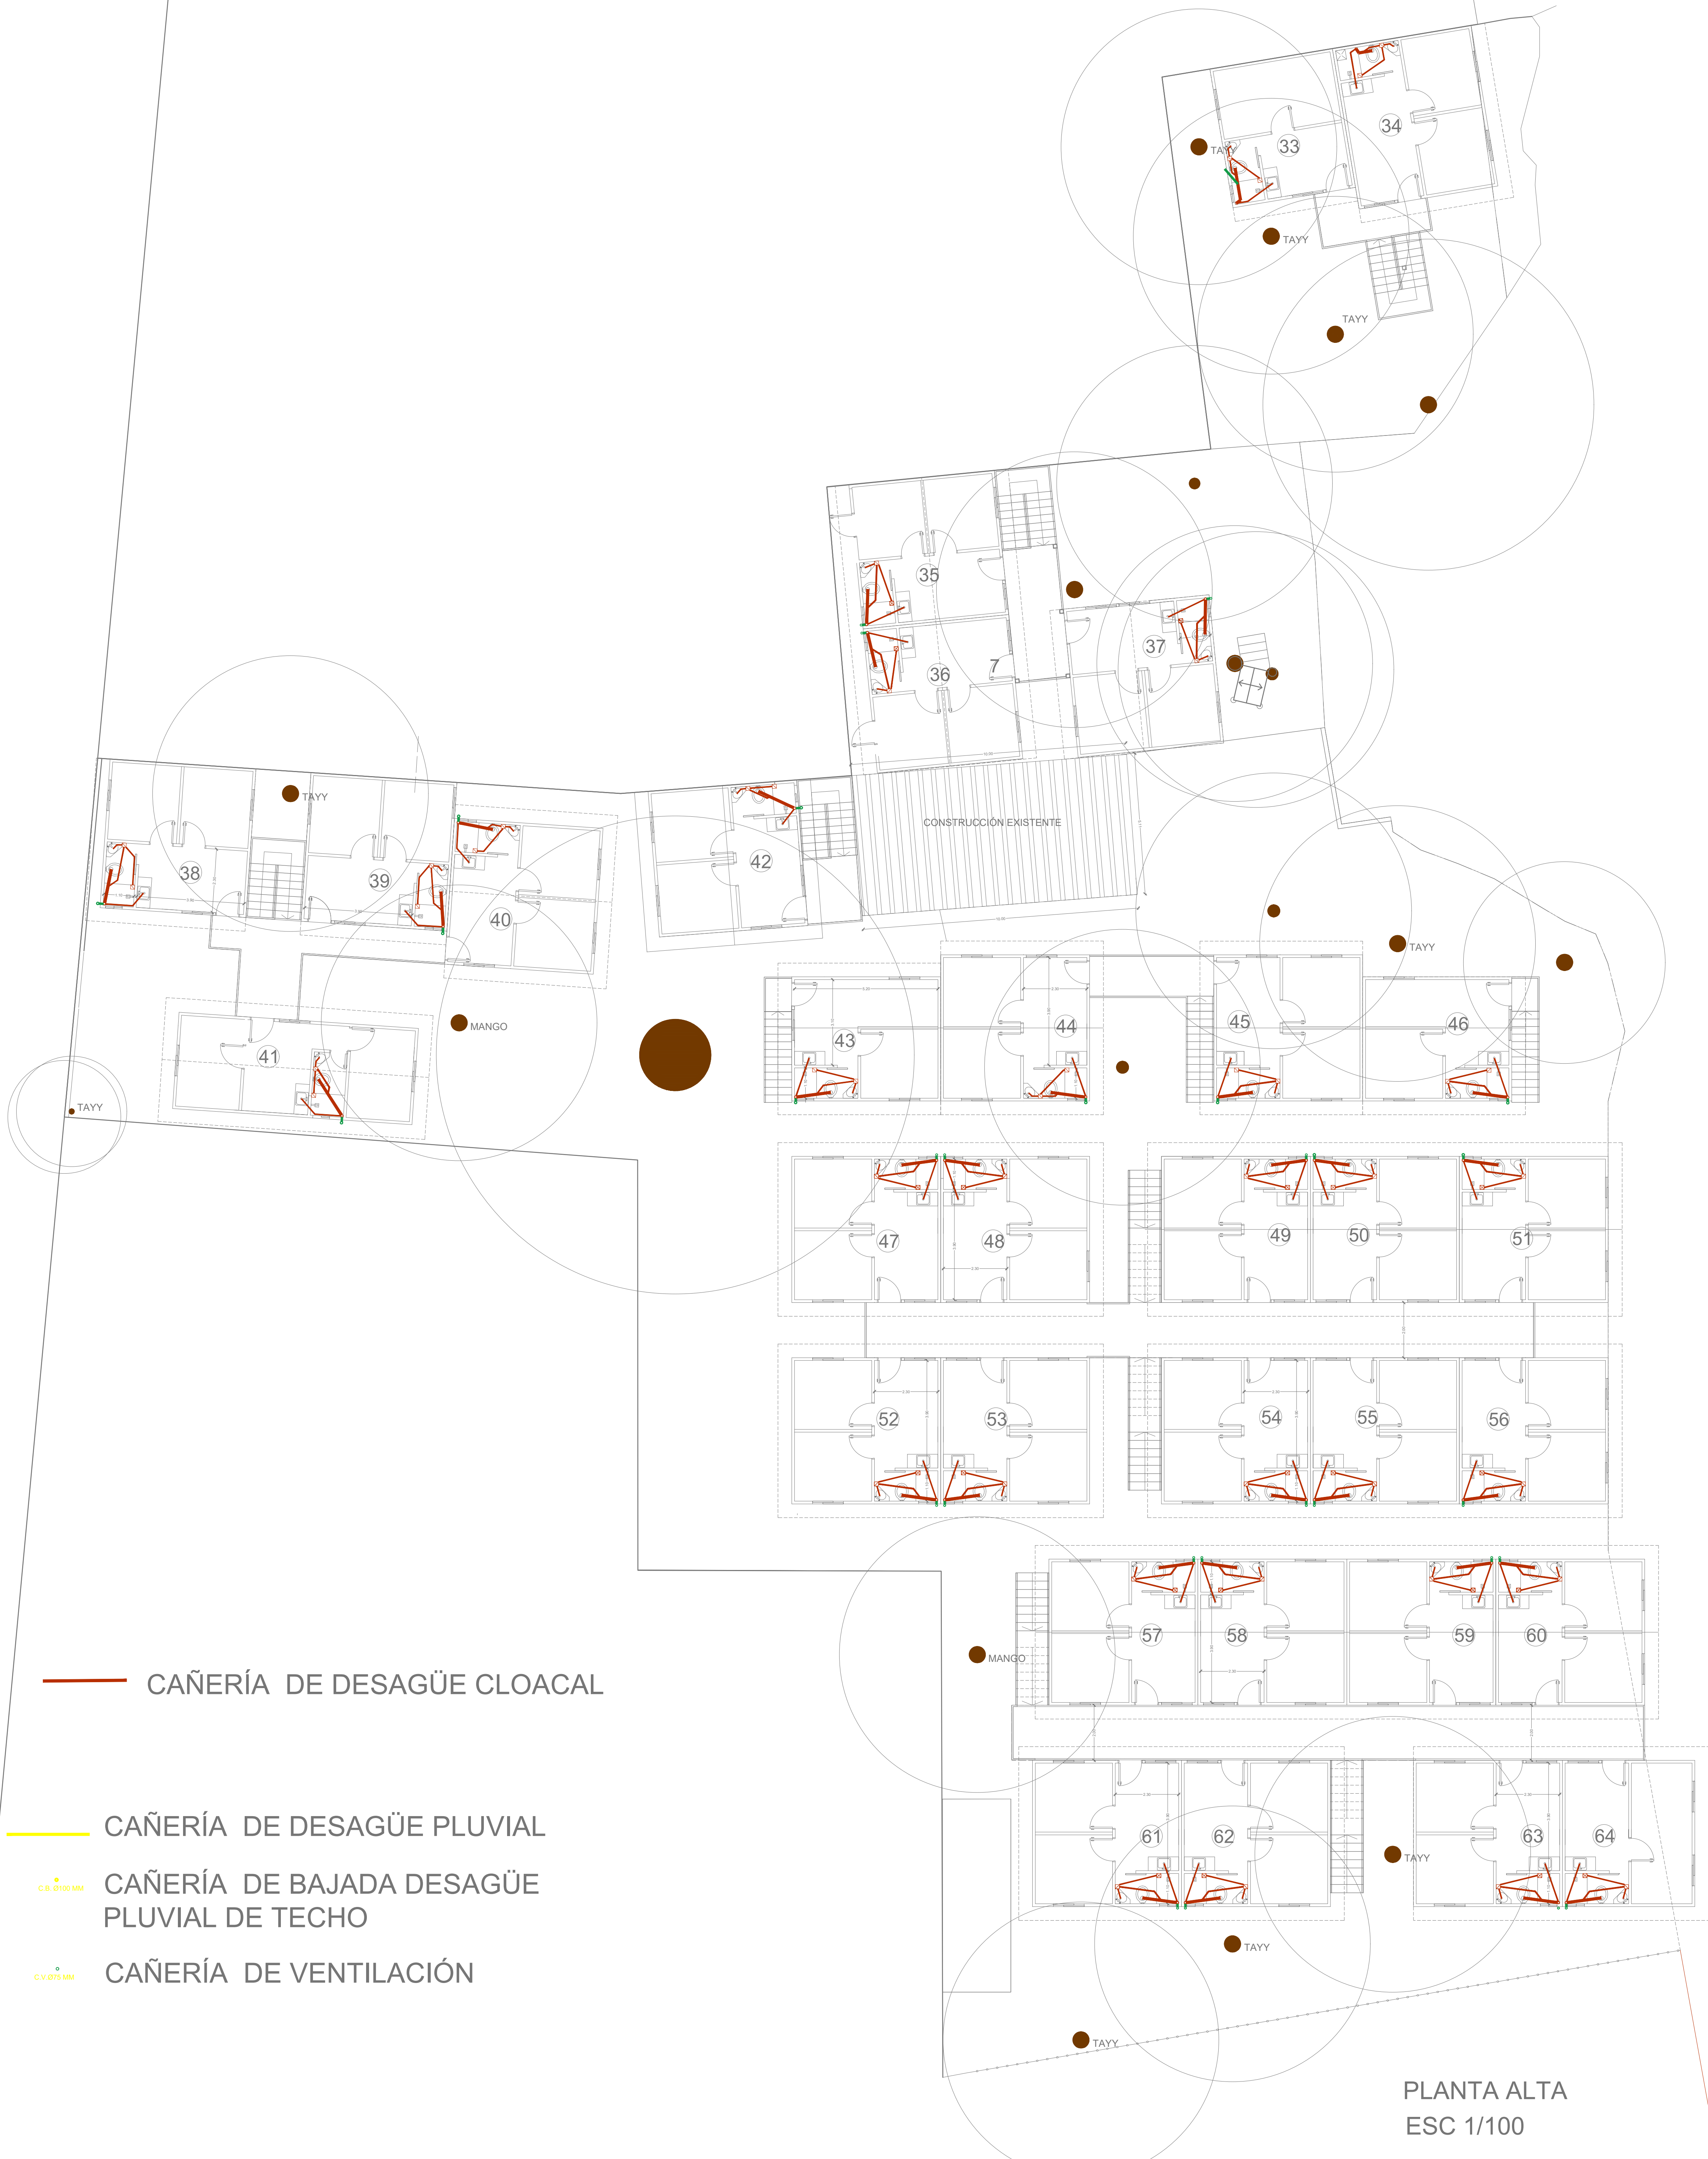 34
33
TAYY
TAYY
TAYY
35
37
7
36
TAYY
CONSTRUCCIÓN EXISTENTE
42
38
39
40
TAYY
MANGO
45
46
44
43
41
TAYY
47
48
49
50
51
52
53
54
55
56
57
58
59
60
MANGO
CAÑERÍA DE DESAGÜE CLOACAL
CAÑERÍA DE DESAGÜE PLUVIAL
61
62
63
64
TAYY
CAÑERÍA DE BAJADA DESAGÜE
PLUVIAL DE TECHO
CAÑERÍA DE VENTILACIÓN
TAYY
TAYY
PLANTA ALTA
ESC 1/100